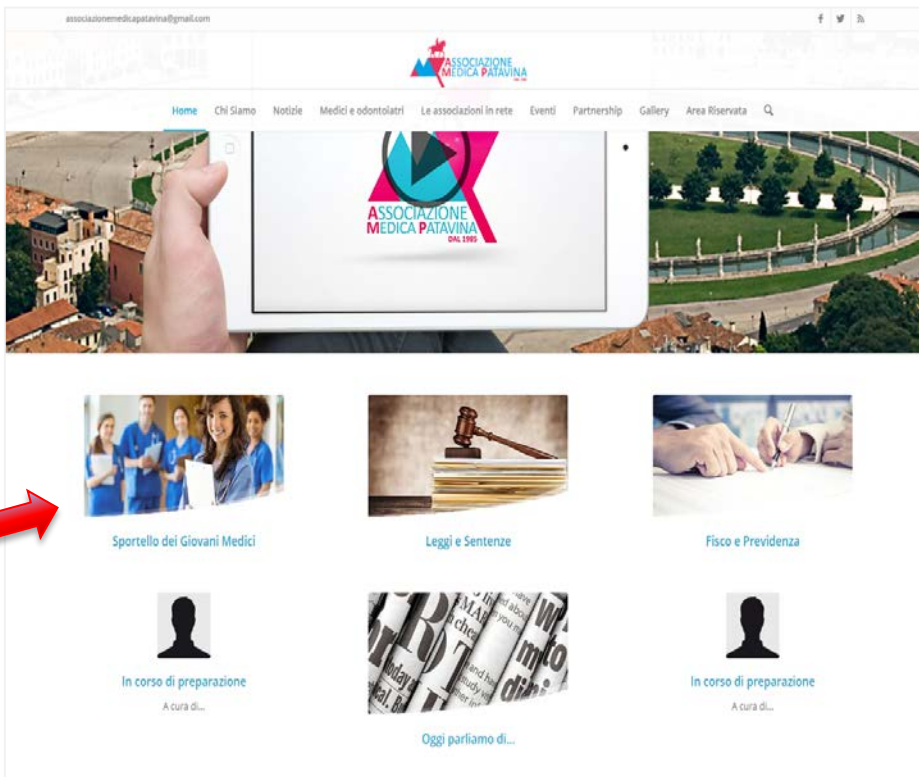 associazionemedicapatavina@gmail.com
ASSOCIAZIONE
MEDICA PATAVINA
DAL 1985
Home Chi Siamo Notizie Medici e odontoiatri Le associazioni in rete Eventi Partnership Gallery Area Riservata
ASSOCIAZIONE
MEDICA PATAVINA
DAL 1985
Sportello dei Giovani Medici
Leggi e Sentenze
Fisco e Previdenza
In corso di preparazione
A cura di...
Oggi parliamo di...
In corso di preparazione
A cura di...